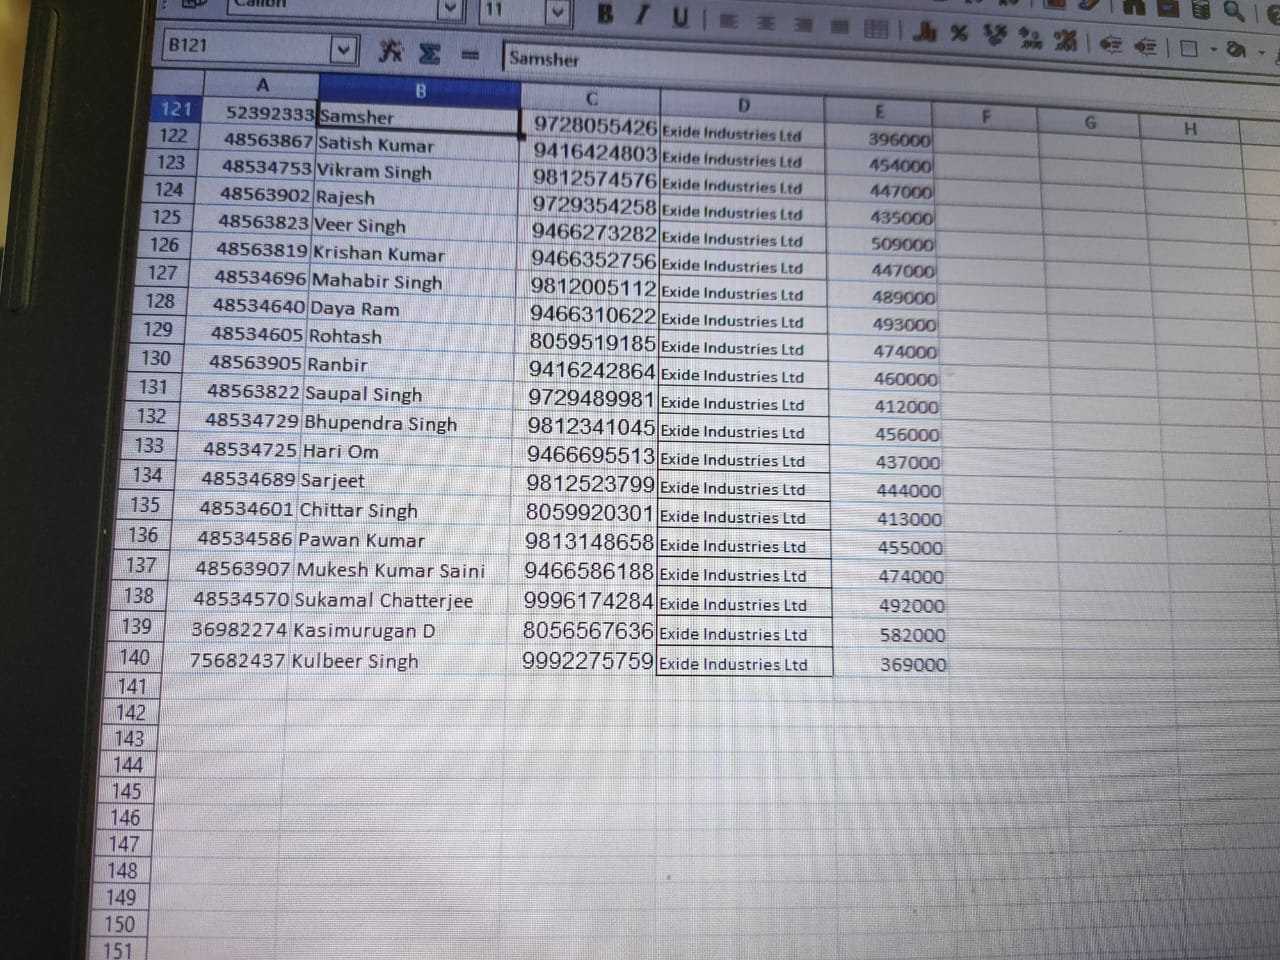 Calibri 11 B I U
B121 Samsher
A B C D E F G H
121 52392333 Samsher 9728055426 Exide Industries Ltd 396000
122 48563867 Satish Kumar 9416424803 Exide Industries Ltd 454000
123 48534753 Vikram Singh 9812574576 Exide Industries Ltd 447000
124 48563902 Rajesh 9729354258 Exide Industries Ltd 435000
125 48563823 Veer Singh 9466273282 Exide Industries Ltd 509000
126 48563819 Krishan Kumar 9466352756 Exide Industries Ltd 447000
127 48534696 Mahabir Singh 9812005112 Exide Industries Ltd 489000
128 48534640 Daya Ram 9466310622 Exide Industries Ltd 493000
129 48534605 Rohtash 8059519185 Exide Industries Ltd 474000
130 48563905 Ranbir 9416242864 Exide Industries Ltd 460000
131 48563822 Saupal Singh 9729489981 Exide Industries Ltd 412000
132 48534729 Bhupendra Singh 9812341045 Exide Industries Ltd 456000
133 48534725 Hari Om 9466695513 Exide Industries Ltd 437000
134 48534689 Sarjeet 9812523799 Exide Industries Ltd 444000
135 48534601 Chittar Singh 8059920301 Exide Industries Ltd 413000
136 48534586 Pawan Kumar 9813148658 Exide Industries Ltd 455000
137 48563907 Mukesh Kumar Saini 9466586188 Exide Industries Ltd 474000
138 48534570 Sukamal Chatterjee 9996174284 Exide Industries Ltd 492000
139 36982274 Kasimurugan D 8056567636 Exide Industries Ltd 582000
140 75682437 Kulbeer Singh 9992275759 Exide Industries Ltd 369000
141
142
143
144
145
146
147
148
149
150
151